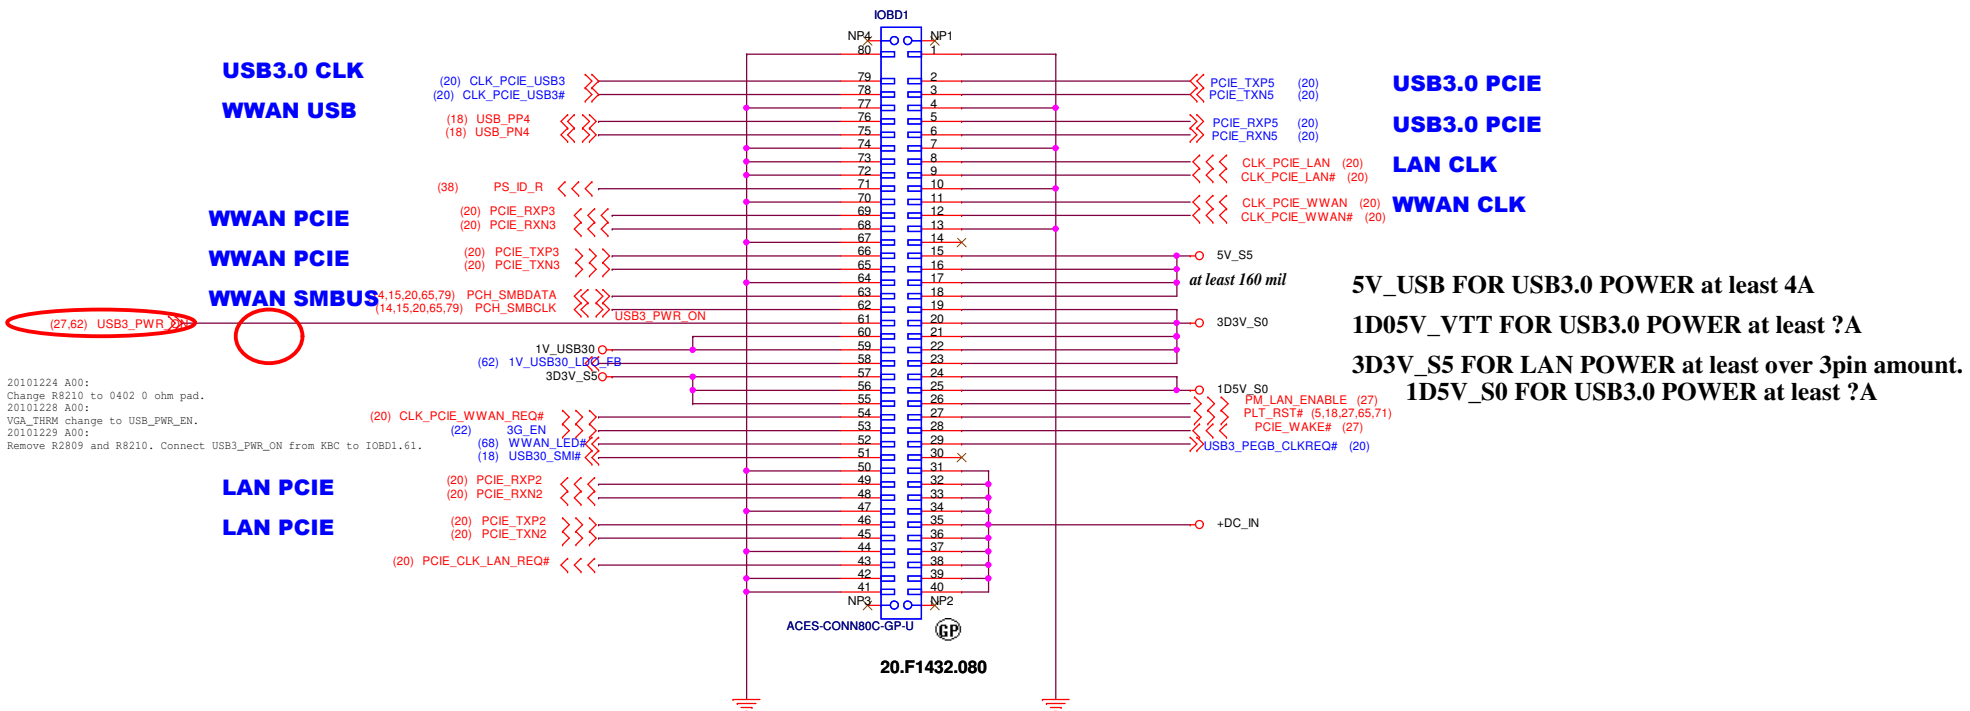 IOBD1
NP4 NP1
80 1
USB3.0 CLK
(20) CLK_PCIE_USB3 79 2 PCIE_TXP5 (20) USB3.0 PCIE
(20) CLK_PCIE_USB3# 78 3 PCIE_TXN5 (20)
WWAN USB
77 4
(18) USB_PP4 76 5 PCIE_RXP5 (20) USB3.0 PCIE
(18) USB_PN4 75 6 PCIE_RXN5 (20)
74 7
73 8 CLK_PCIE_LAN (20) LAN CLK
72 9 CLK_PCIE_LAN# (20)
(38) PS_ID_R 71 10
70 11 CLK_PCIE_WWAN (20) WWAN CLK
WWAN PCIE (20) PCIE_RXP3 69 12 CLK_PCIE_WWAN# (20)
(20) PCIE_RXN3 68 13
67 14
WWAN PCIE (20) PCIE_TXP3 66 15 5V_S5
(20) PCIE_TXN3 65 16
64 17 at least 160 mil
5V_USB FOR USB3.0 POWER at least 4A
WWAN SMBUS 4,15,20,65,79) PCH_SMBDATA 63 18
(14,15,20,65,79) PCH_SMBCLK 62 19
USB3_PWR_ON
(27,62) USB3_PWR_ON 61 20 3D3V_S0
1D05V_VTT FOR USB3.0 POWER at least ?A
60 21
1V_USB30 59 22
(62) 1V_USB30_LDO_FB 58 23
3D3V_S5 FOR LAN POWER at least over 3pin amount.
3D3V_S5 57 24
56 25 1D5V_S0
1D5V_S0 FOR USB3.0 POWER at least ?A
55 26 PM_LAN_ENABLE (27)
(20) CLK_PCIE_WWAN_REQ# 54 27 PLT_RST# (5,18,27,65,71)
(22) 3G_EN 53 28 PCIE_WAKE# (27)
(68) WWAN_LED# 52 29 USB3_PEGB_CLKREQ# (20)
(18) USB30_SMI# 51 30
20101224 A00:
Change R8210 to 0402 0 ohm pad.
20101228 A00:
VGA_THRM change to USB_PWR_EN.
20101229 A00:
Remove R2809 and R8210. Connect USB3_PWR_ON from KBC to IOBD1.61.
50 31
LAN PCIE (20) PCIE_RXP2 49 32
(20) PCIE_RXN2 48 33
47 34
LAN PCIE (20) PCIE_TXP2 46 35 +DC_IN
(20) PCIE_TXN2 45 36
44 37
(20) PCIE_CLK_LAN_REQ# 43 38
42 39
41 40
NP3 NP2
ACES-CONN80C-GP-U GP
20.F1432.080